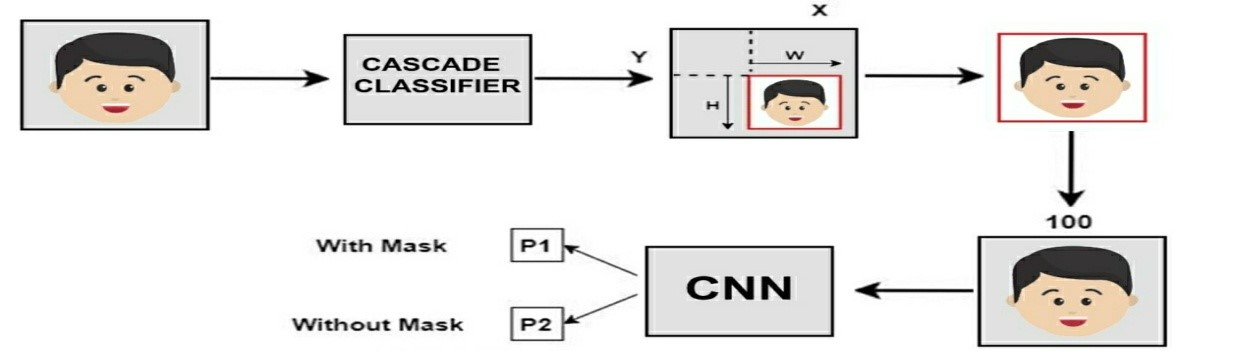 X
CASCADE
CLASSIFIER
Y
W
H
100
With Mask
P1
CNN
Without Mask
P2